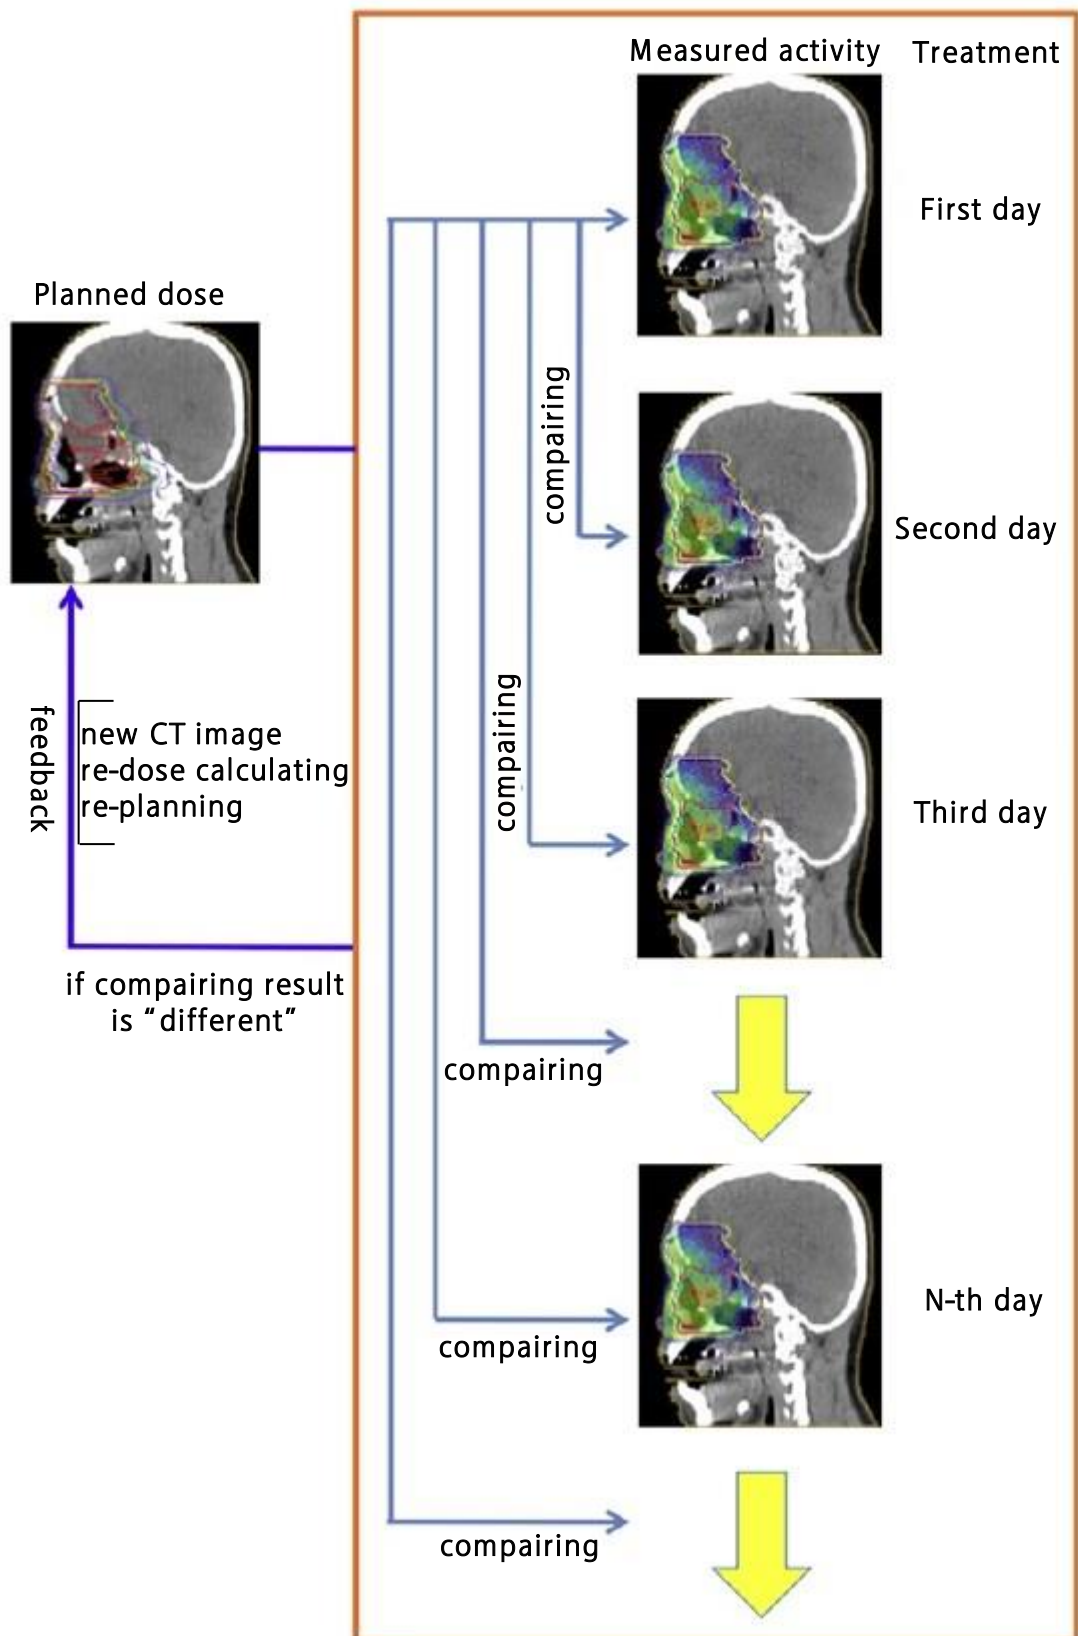 Measured activity
Treatment
First day
Planned dose
compairing
Second day
compairing
feedback
new CT image
re-dose calculating
re-planning
Third day
if compairing result
is “different”
compairing
N-th day
compairing
compairing